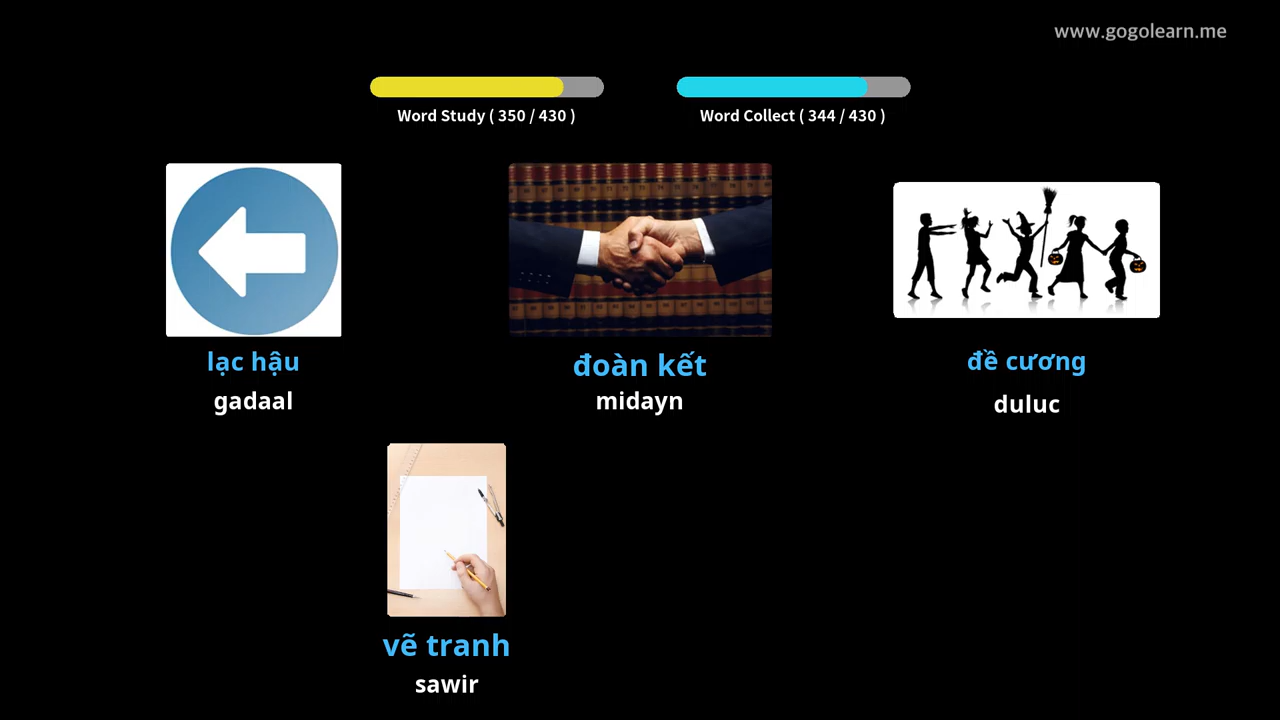 www.gogolearn.me
Word Study ( 350 / 430 )
Word Collect ( 344 / 430 )
lạc hậu
gadaal
đoàn kết
midayn
đề cương
duluc
vẽ tranh
sawir